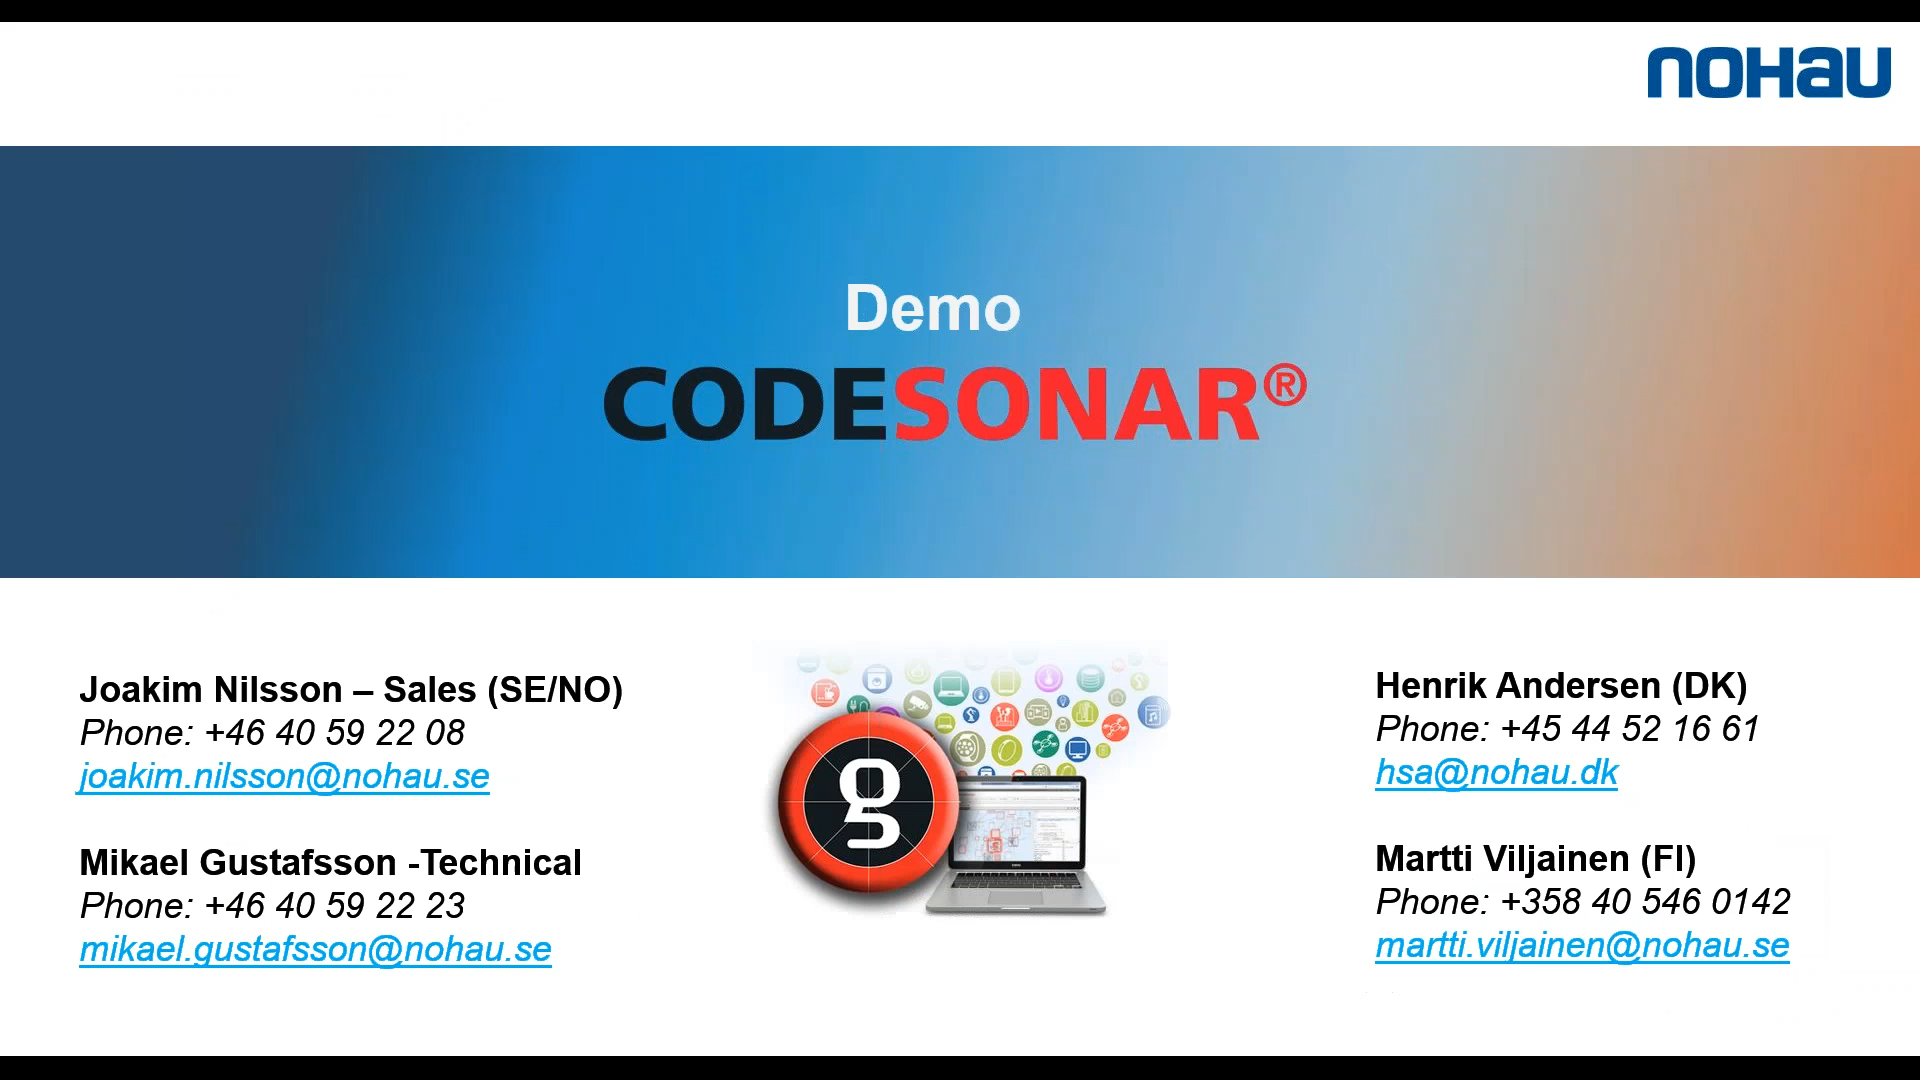 noHau
Demo
CODESONAR®
Joakim Nilsson – Sales (SE/NO)
Phone: +46 40 59 22 08
joakim.nilsson@nohau.se
Mikael Gustafsson -Technical
Phone: +46 40 59 22 23
mikael.gustafsson@nohau.se
g
Henrik Andersen (DK)
Phone: +45 44 52 16 61
hsa@nohau.dk
Martti Viljainen (FI)
Phone: +358 40 546 0142
martti.viljainen@nohau.se